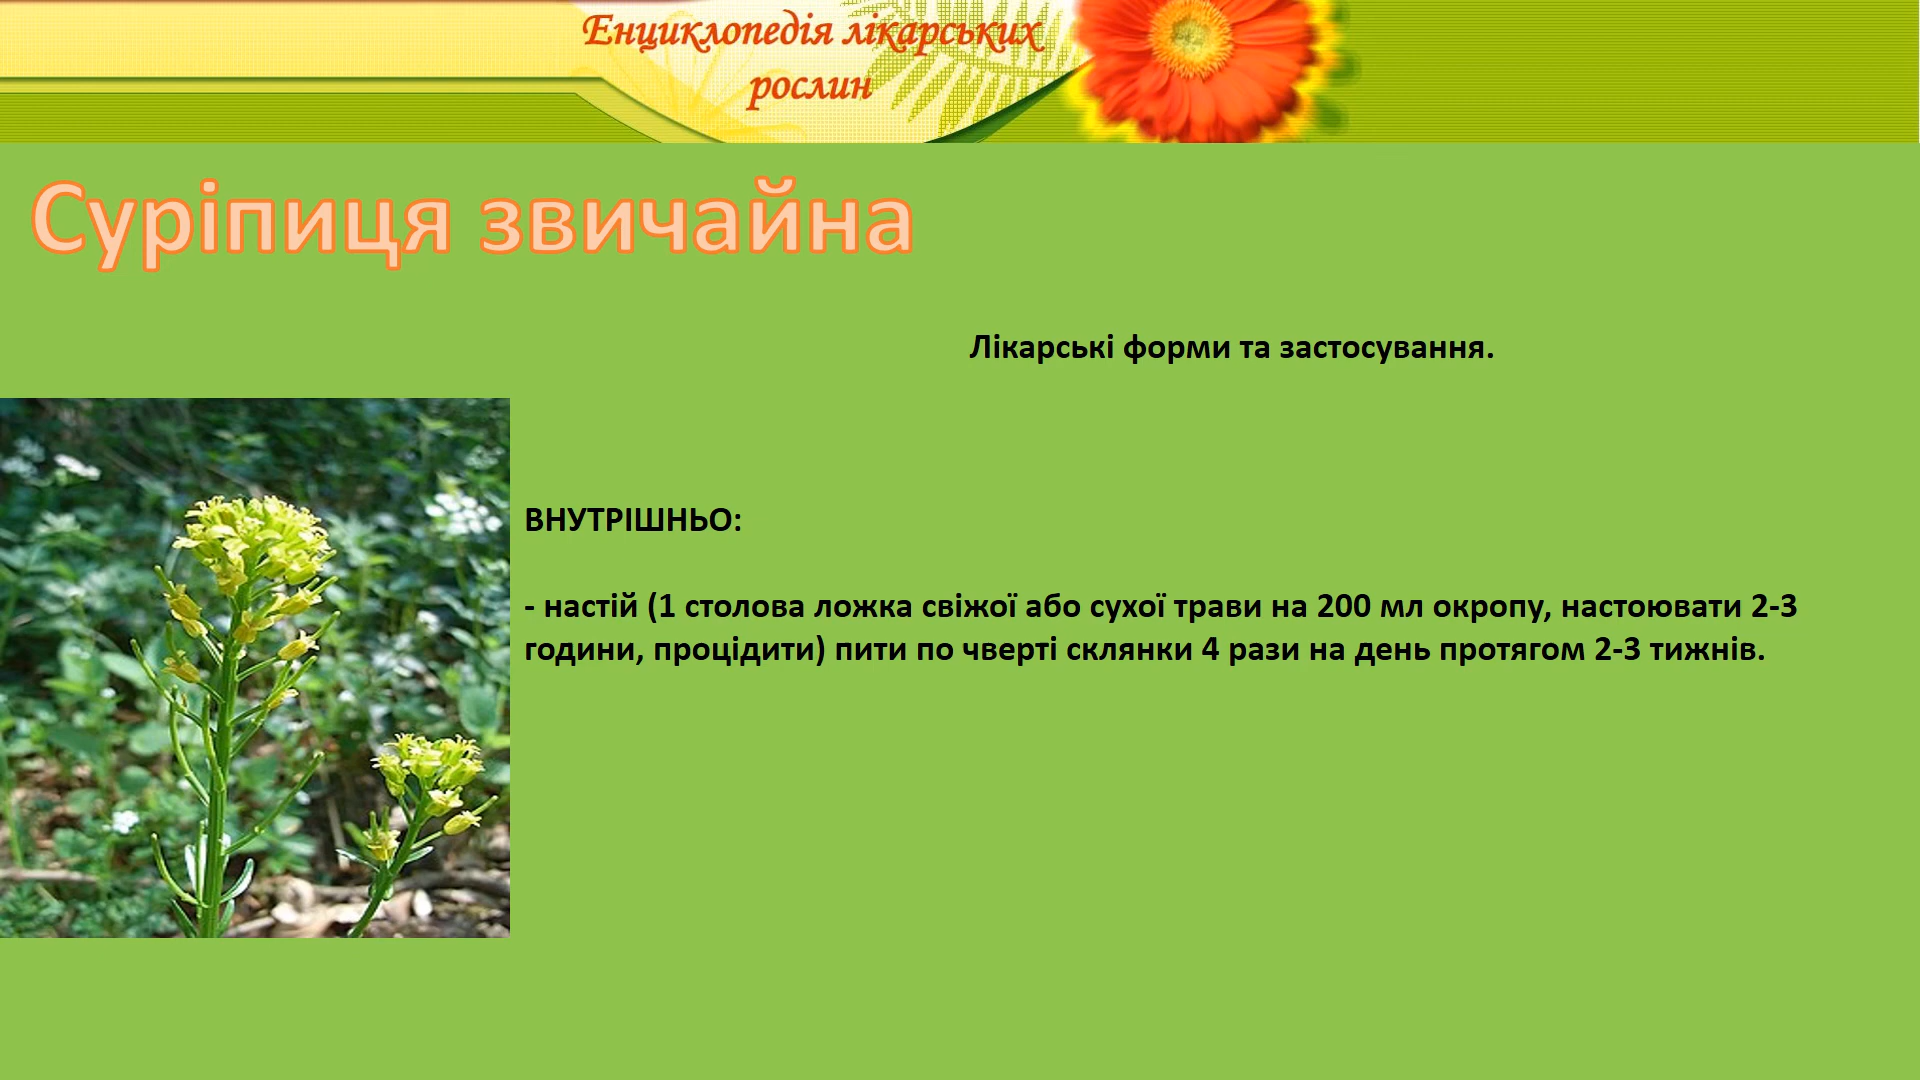 Енциклопедія лікарських
рослин
Суріпиця звичайна
Лікарські форми та застосування.
ВНУТРІШНЬО:
- настій (1 столова ложка свіжої або сухої трави на 200 мл окропу, настоювати 2-3
години, процідити) пити по чверті склянки 4 рази на день протягом 2-3 тижнів.